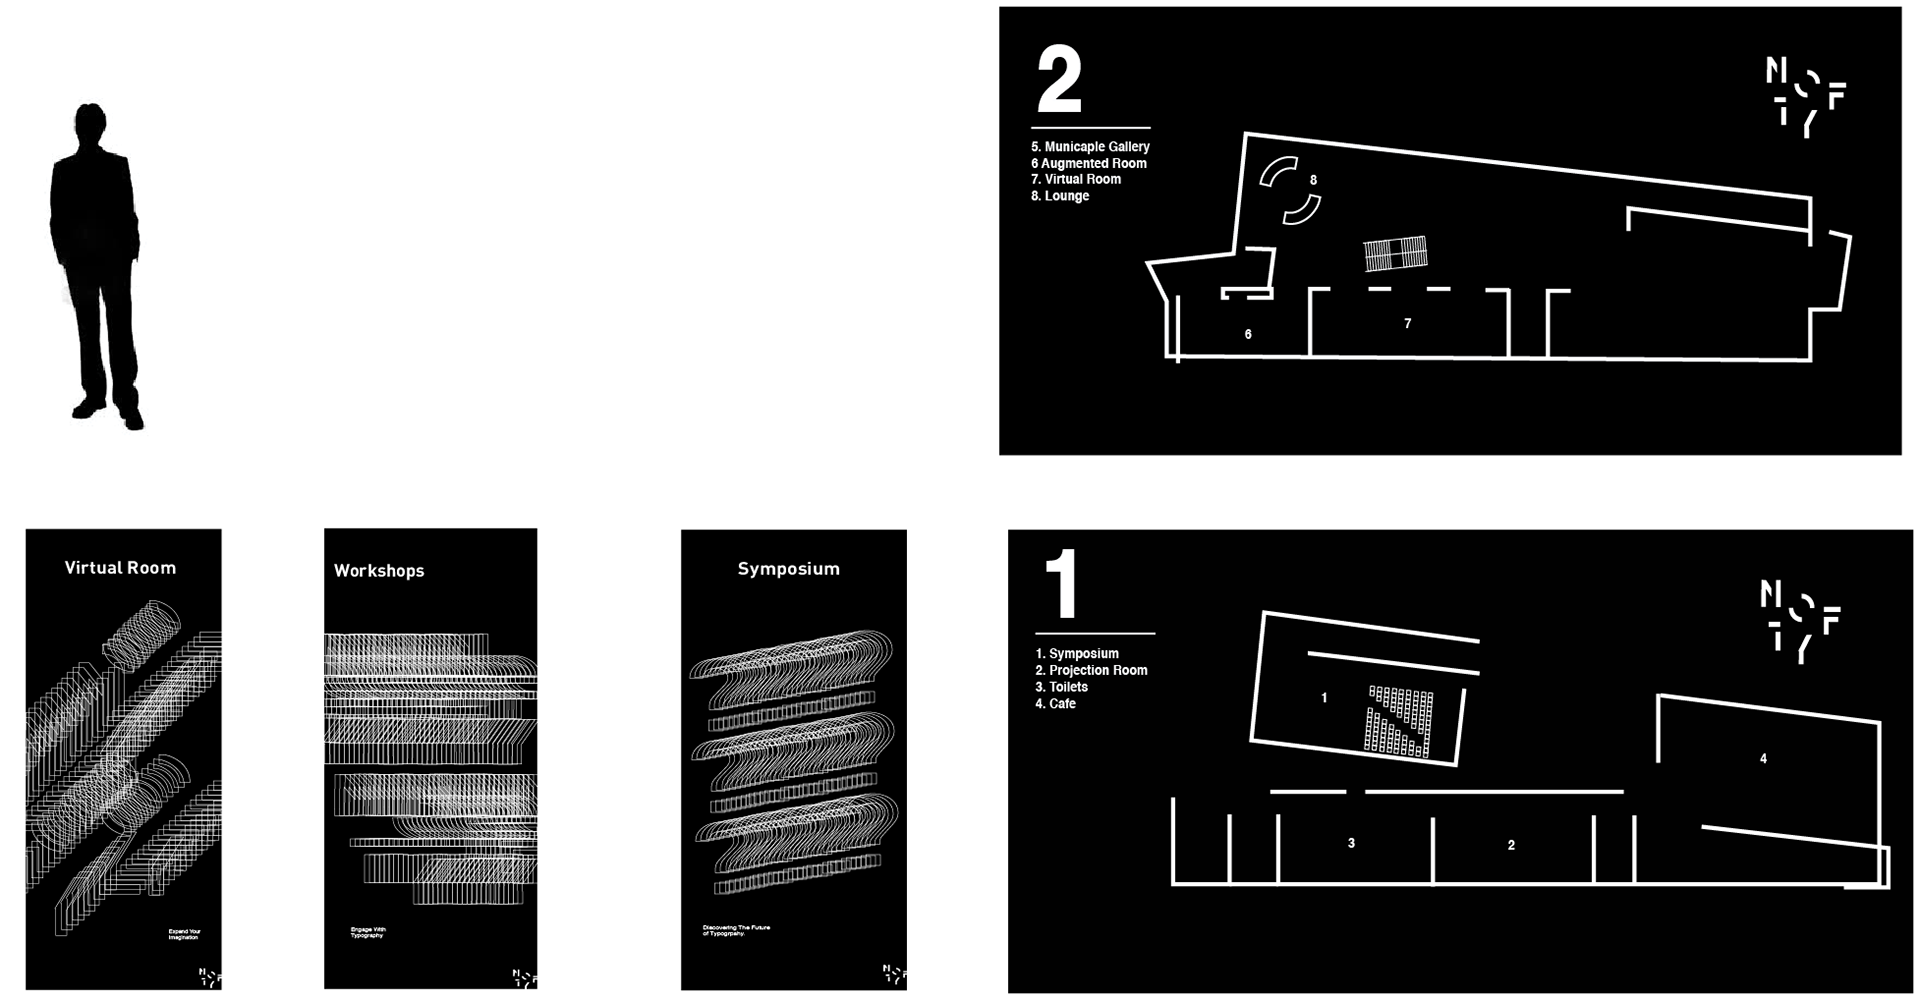 2
5. Municaple Gallery
6 Augmented Room
7. Virtual Room
8. Lounge
8
6
7
N
T Y F
Virtual Room
Expand Your
Imagination
Workshops
Engage With
Typography
Symposium
Discovering The Future
of Typogrpahy.
1
1. Symposium
2. Projection Room
3. Toilets
4. Cafe
1
4
3
2